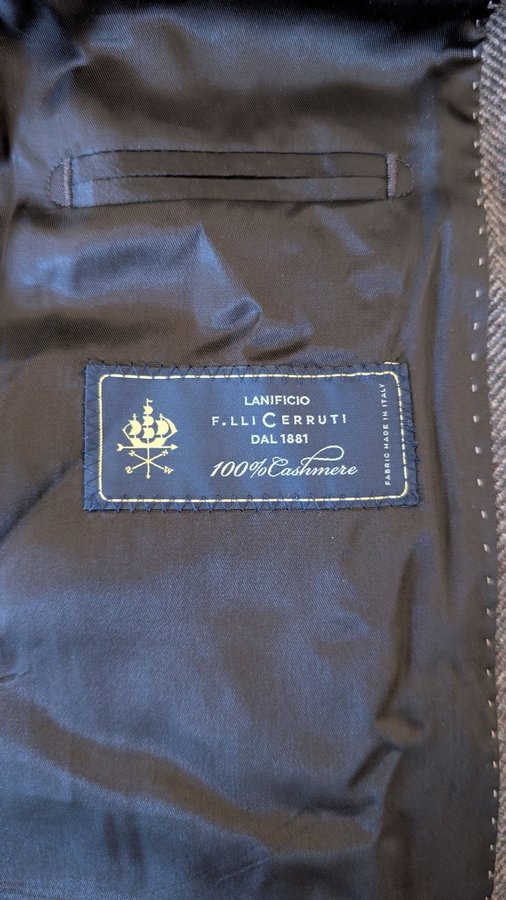 LANIFICIO
F.LLI CERRUTI
DAL 1881
100% Cashmere
FABRIC MADE IN ITALY